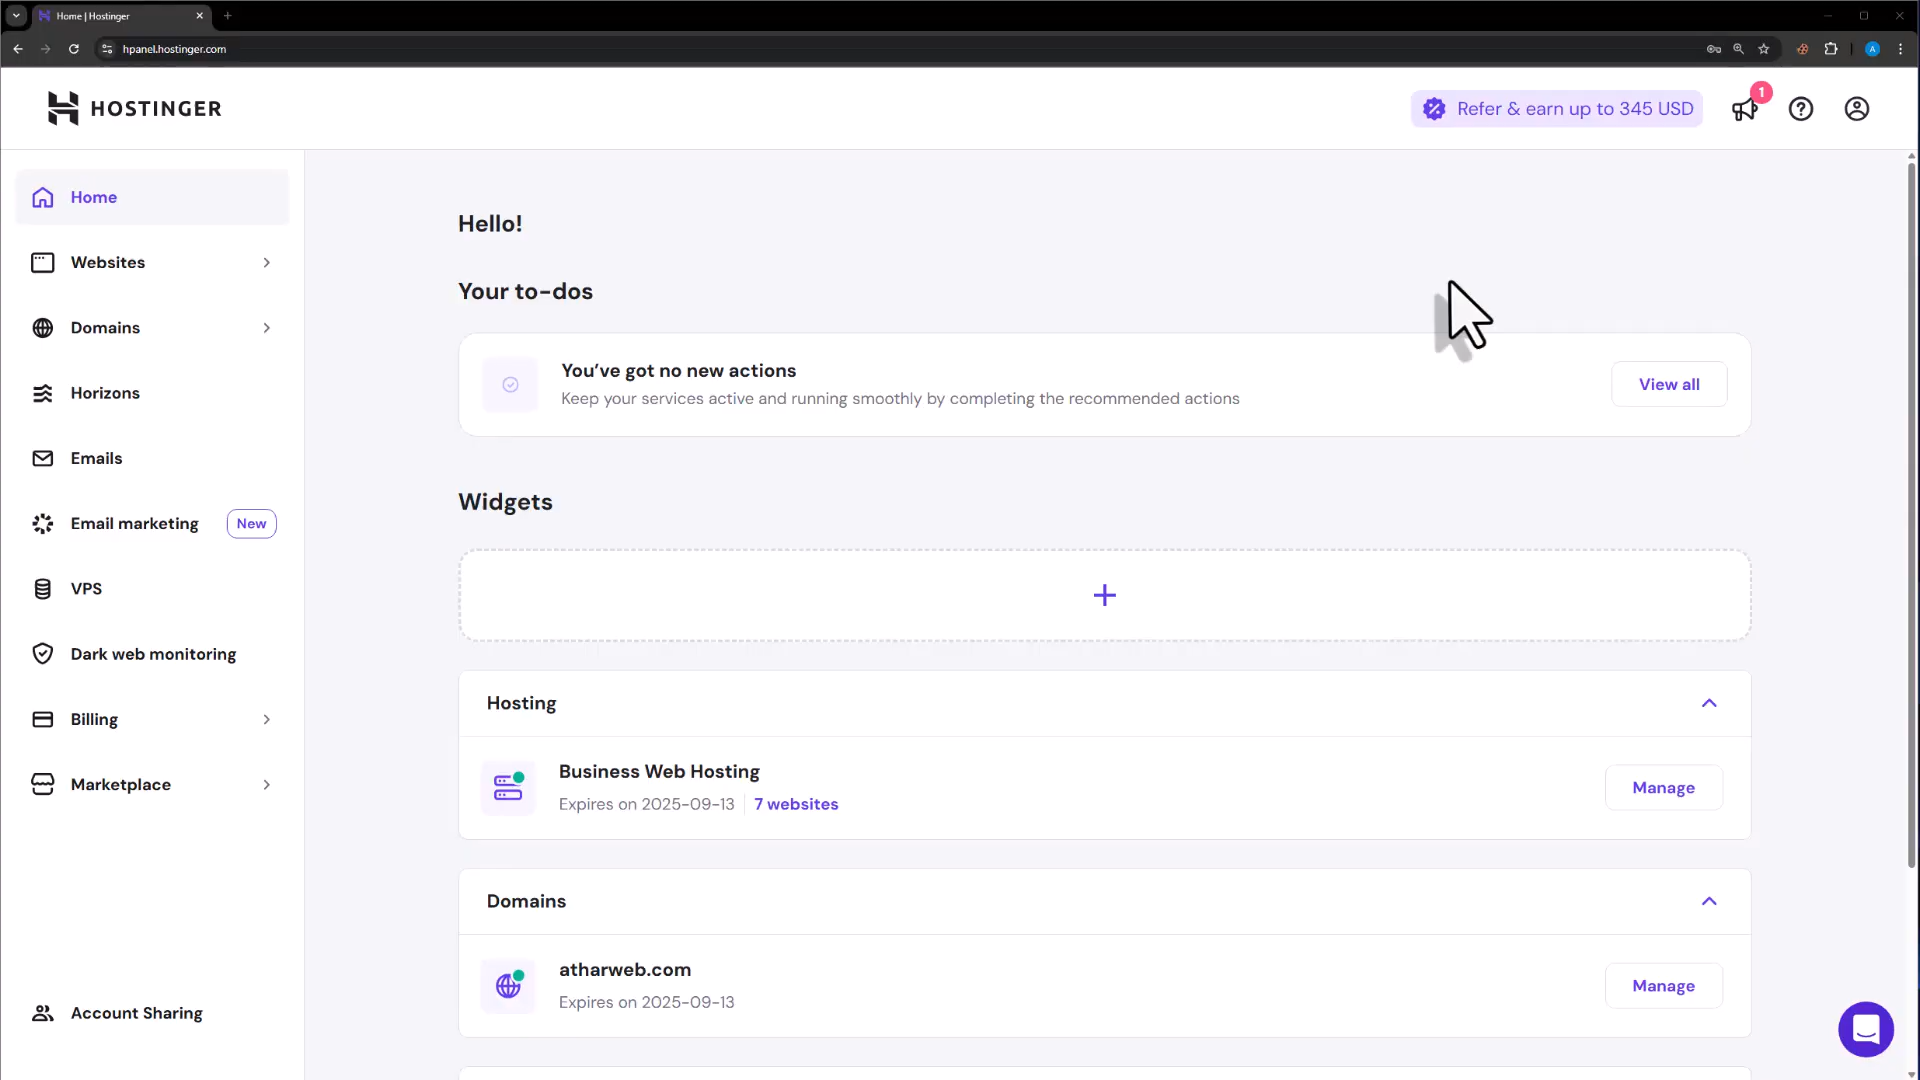 Home | Hostinger
hpanel.hostinger.com
A
HOSTINGER
Refer & earn up to 345 USD
1
Home
Websites
Domains
Horizons
Emails
Email marketing New
VPS
Dark web monitoring
Billing
Marketplace
Account Sharing
Hello!
Your to-dos
You've got no new actions
Keep your services active and running smoothly by completing the recommended actions
View all
Widgets
Hosting
Business Web Hosting
Expires on 2025-09-13 7 websites
Manage
Domains
atharweb.com
Expires on 2025-09-13
Manage